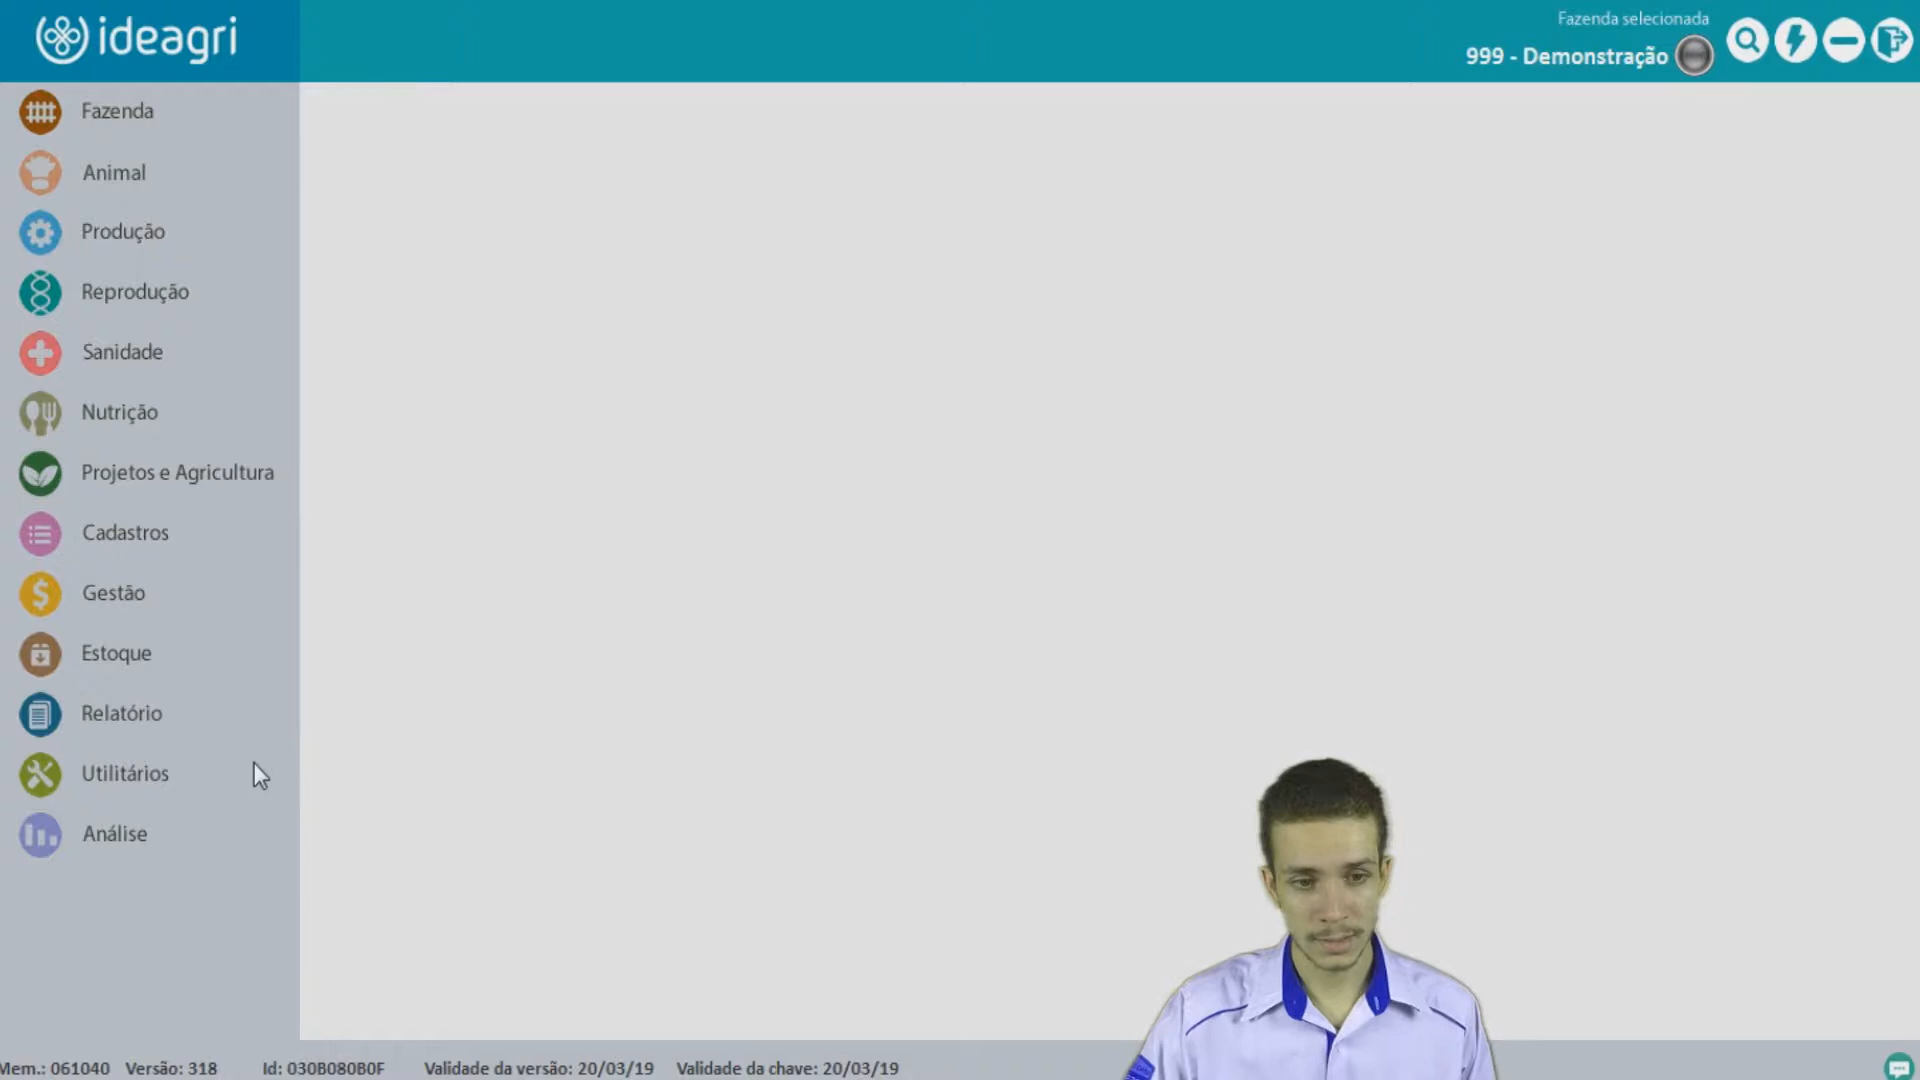 ideagri
Fazenda selecionada
999 - Demonstração
Fazenda
Animal
Produção
Reprodução
Sanidade
Nutrição
Projetos e Agricultura
Cadastros
Gestão
Estoque
Relatório
Utilitários
Análise
Mem.: 061040 Versão: 318 Id: 030B080B0F Validade da versão: 20/03/19 Validade da chave: 20/03/19